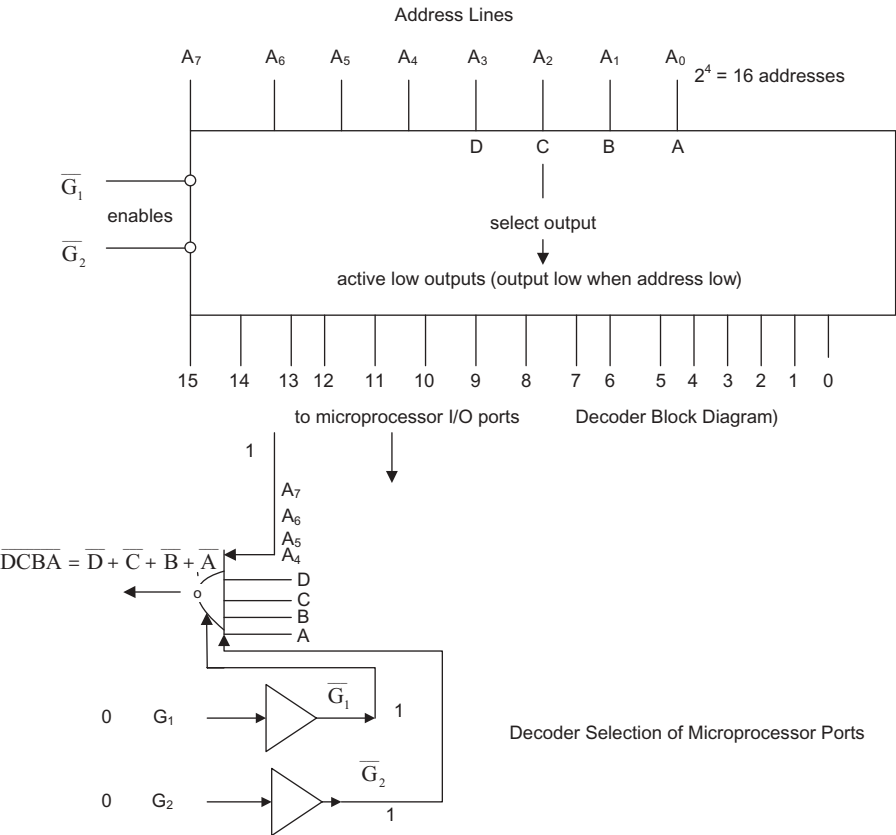 Address Lines
A₇ A₆ A₅ A₄ A₃ A₂ A₁ A₀ 2⁴ = 16 addresses
D C B A
G̅₁
enables
select output
G̅₂
active low outputs (output low when address low)
15 14 13 12 11 10 9 8 7 6 5 4 3 2 1 0
to microprocessor I/O ports Decoder Block Diagram)
1
A₇
A₆
A₅
A₄
D̅C̅B̅A̅ = D̅ + C̅ + B̅ + A̅
D
o
C
B
A
G̅₁
0 G₁ 1
Decoder Selection of Microprocessor Ports
G̅₂
0 G₂
1